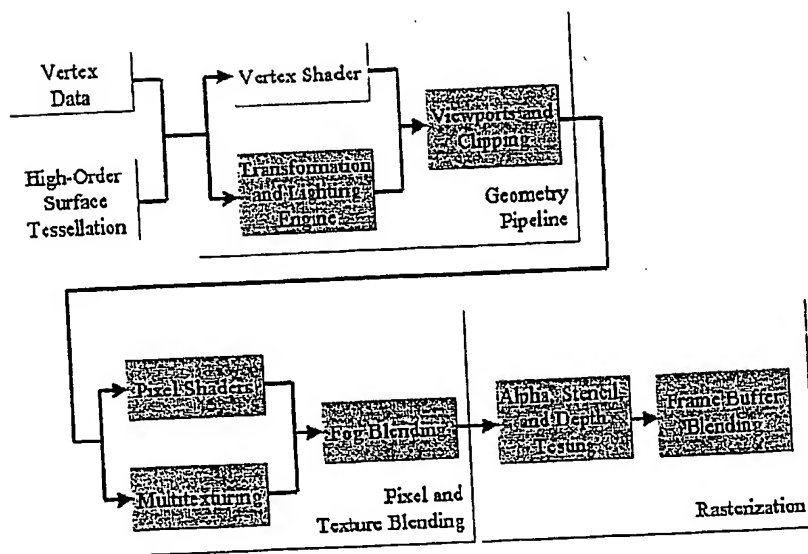 Vertex
Data
High-Order
Surface
Tessellation
Vertex Shader
Transformation
and Lighting
Engine
Viewports and
Clipping
Geometry
Pipeline
Pixel Shaders
Multitexturing
Fog Blending
Pixel and
Texture Blending
Alpha, Stencil
and Depth
Testing
Frame Buffer
Blending
Rasterization